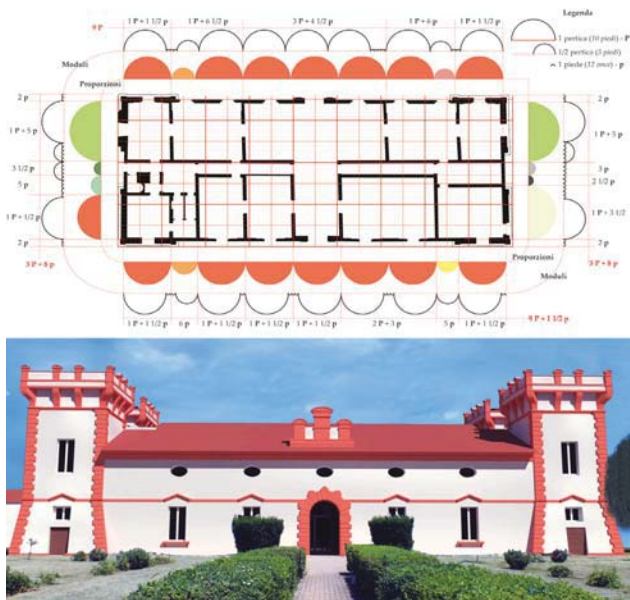 9 P
1 P + 1 1/2 p
1 P + 6 1/2 p
3 P + 4 1/2 p
1 P + 6 p
1 P + 1 1/2 p
Legenda
1 pertica (10 piedi) - P
1/2 pertica (5 piedi)
1 piede (12 once) - p
Moduli
Proporzioni
2 p
1 P + 5 p
3 1/2 p
5 p
1 P + 1/2 p
2 p
3 P + 8 p
2 p
1 P + 5 p
3 p
2 1/2 p
1 P + 3 1/2
2 p
3 P + 8 p
Proporzioni
Moduli
1 P + 1 1/2 p
6 p
1 P + 1 1/2 p
1 P + 1 1/2 p
1 P + 1 1/2 p
2 P + 3 p
5 p
1 P + 1 1/2 p
9 P + 1 1/2 p